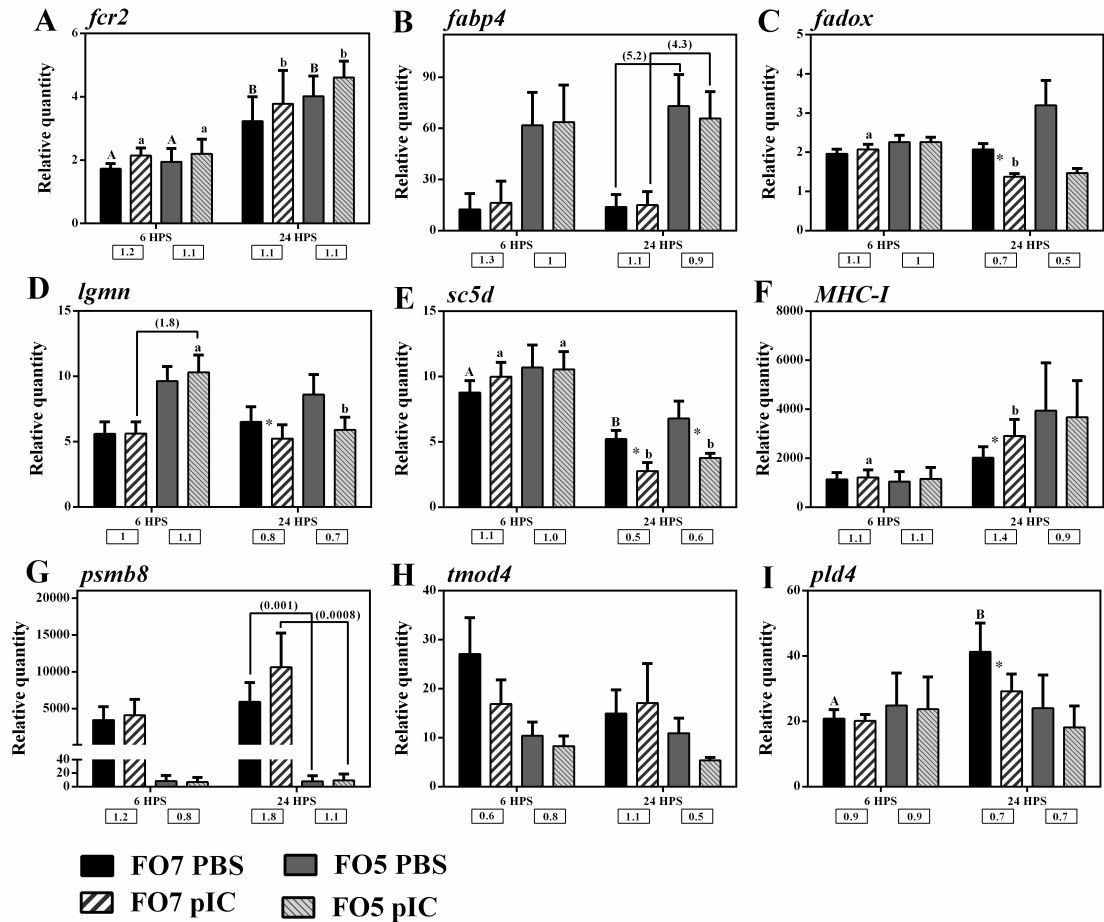 A fcr2
Relative quantity
6
4
2
0
A a A a B b B b
6 HPS 24 HPS
1.2 1.1 1.1 1.1
B fabp4
Relative quantity
90
60
30
0
(5.2) (4.3)
6 HPS 24 HPS
1.3 1 1.1 0.9
C fadox
Relative quantity
5
4
3
2
1
0
a * b
6 HPS 24 HPS
1.1 1 0.7 0.5
D lgmn
Relative quantity
15
10
5
0
(1.8)
a * b
6 HPS 24 HPS
1 1.1 0.8 0.7
E sc5d
Relative quantity
15
10
5
0
A a a B * b * b
6 HPS 24 HPS
1.1 1.0 0.5 0.6
F MHC-I
Relative quantity
8000
6000
4000
2000
0
a * b
6 HPS 24 HPS
1.1 1.1 1.4 0.9
G psmb8
Relative quantity
20000
15000
10000
5000
40
20
0
(0.001) (0.0008)
6 HPS 24 HPS
1.2 0.8 1.8 1.1
H tmod4
Relative quantity
40
30
20
10
0
6 HPS 24 HPS
0.6 0.8 1.1 0.5
I pld4
Relative quantity
60
40
20
0
A B *
6 HPS 24 HPS
0.9 0.9 0.7 0.7
FO7 PBS FO5 PBS
FO7 pIC FO5 pIC